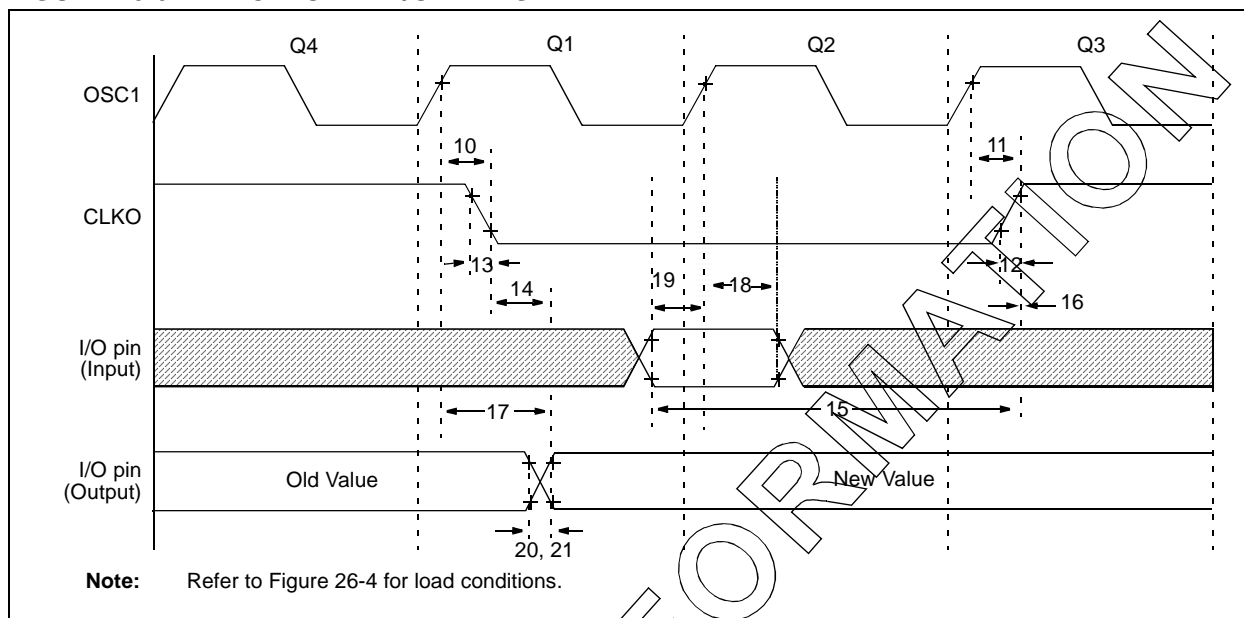 Q4 Q1 Q2 Q3
OSC1
10 11
CLKO
13 12
14 19 18 16
I/O pin
(Input)
17 15
I/O pin
(Output)
Old Value New Value
20, 21
Note: Refer to Figure 26-4 for load conditions.
ORMATION